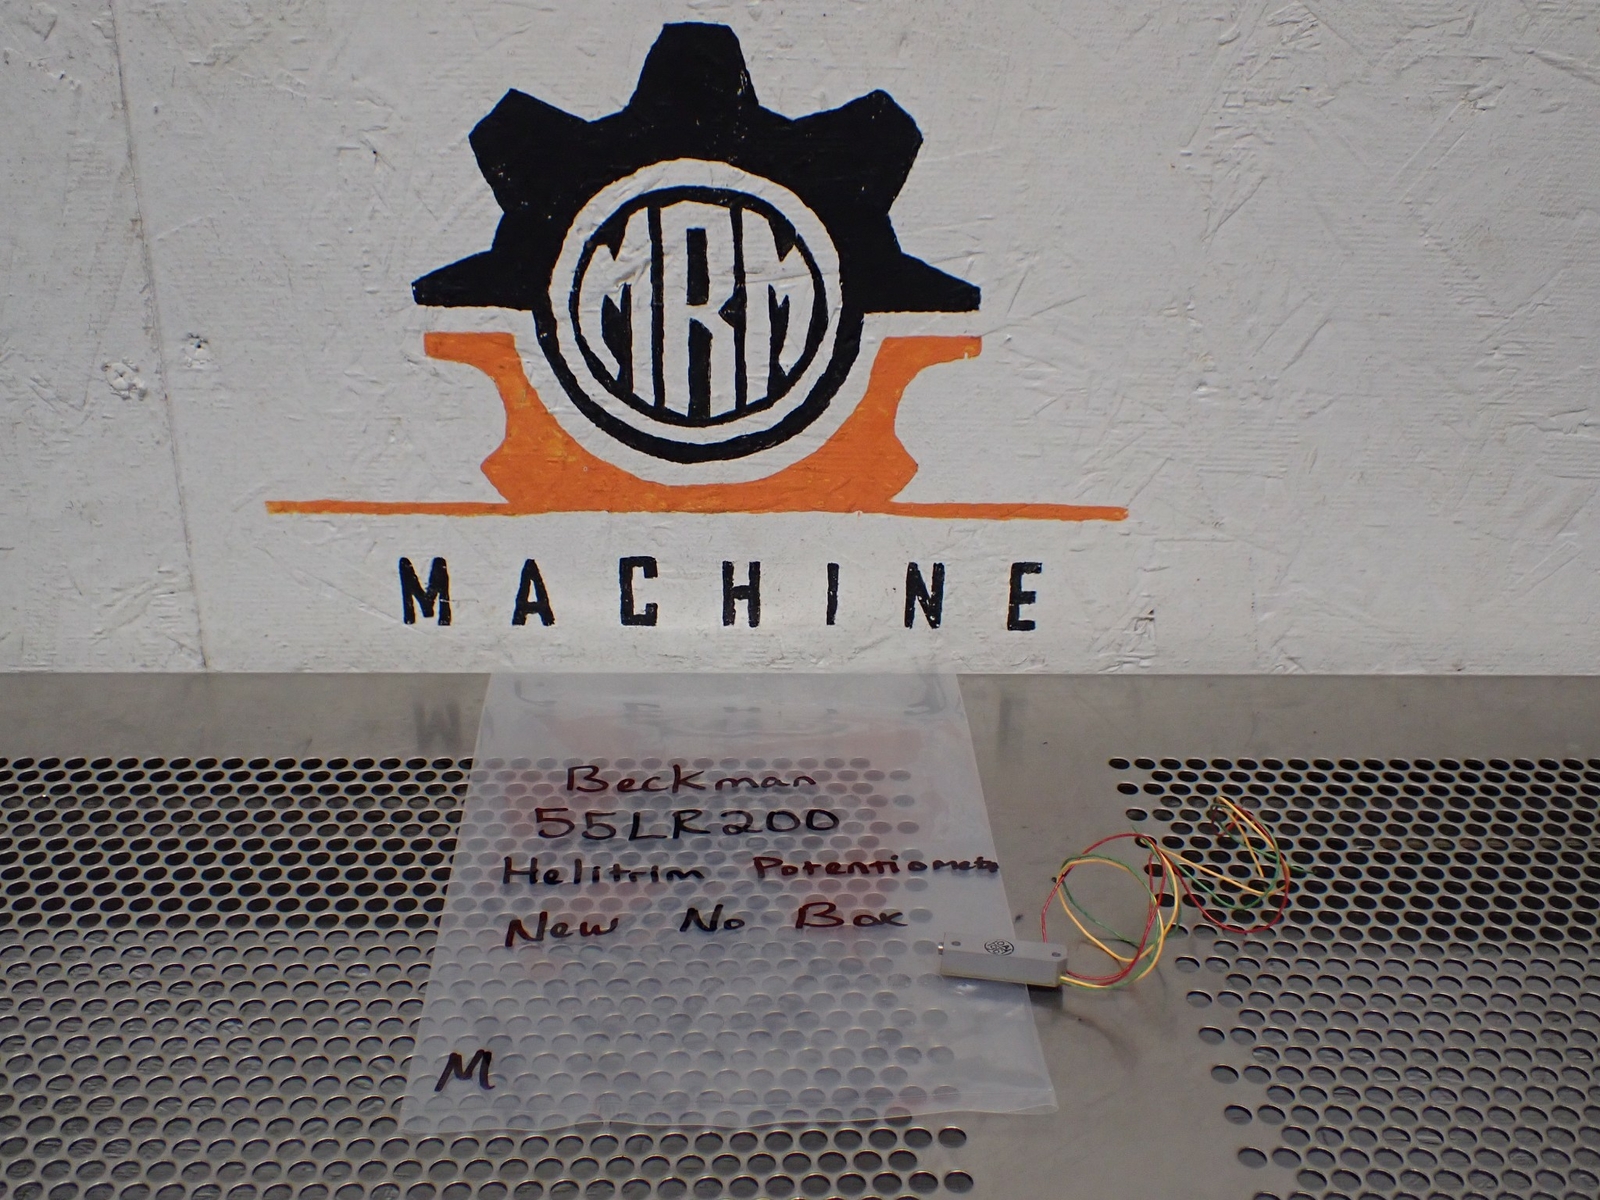 MRM
MACHINE
Beckman
55LR200
Helitrim Potentiometer
New No Box
M